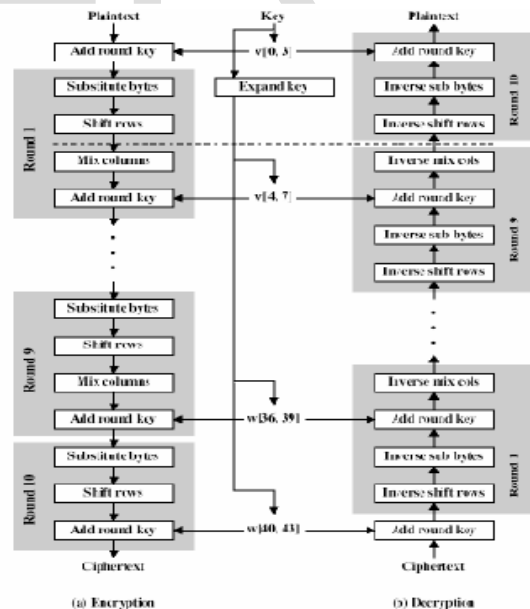 Plaintext
Add round key
Substitute bytes
Shift rows
Mix columns
Add round key
Round 1
Substitute bytes
Shift rows
Mix columns
Add round key
Round 9
Substitute bytes
Shift rows
Add round key
Round 10
Ciphertext
(a) Encryption
Key
Expand key
w[0, 3]
w[4, 7]
w[36, 39]
w[40, 43]
Plaintext
Add round key
Inverse sub bytes
Inverse shift rows
Round 10
Inverse mix cols
Add round key
Inverse sub bytes
Inverse shift rows
Round 9
Inverse mix cols
Add round key
Inverse sub bytes
Inverse shift rows
Round 1
Add round key
Ciphertext
(b) Decryption